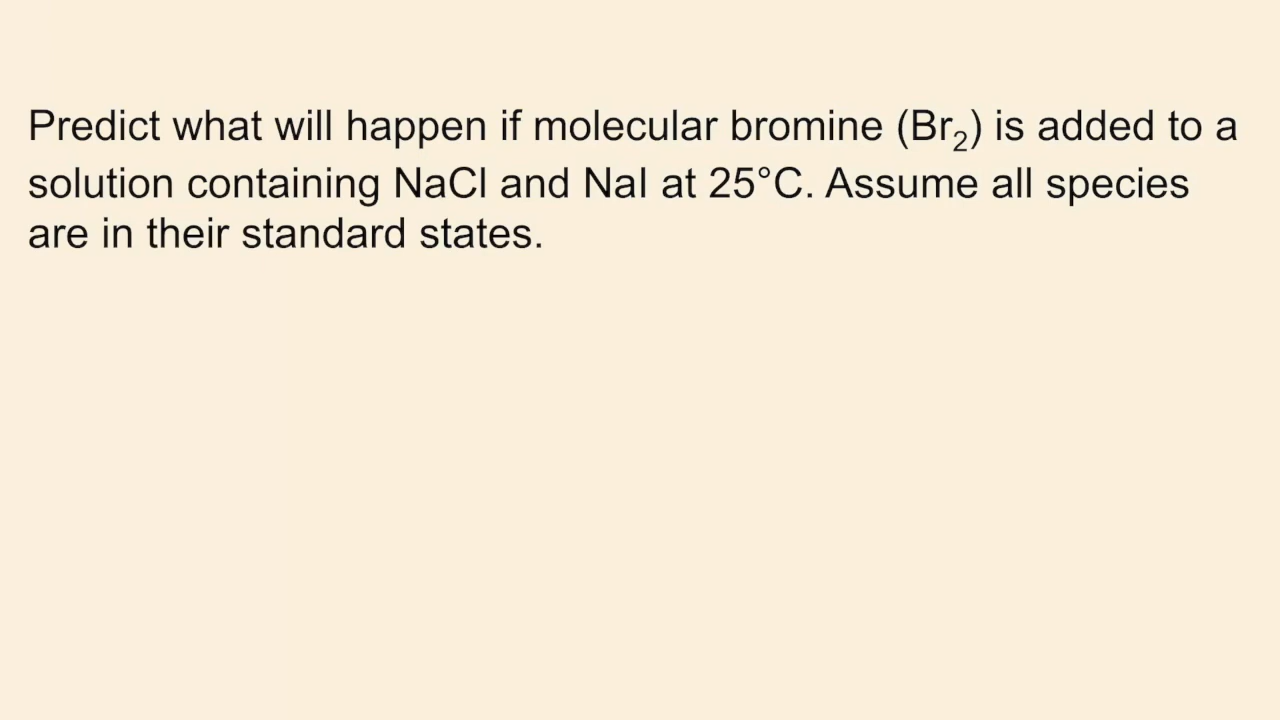 Predict what will happen if molecular bromine (Br₂) is added to a
solution containing NaCl and NaI at 25°C. Assume all species
are in their standard states.